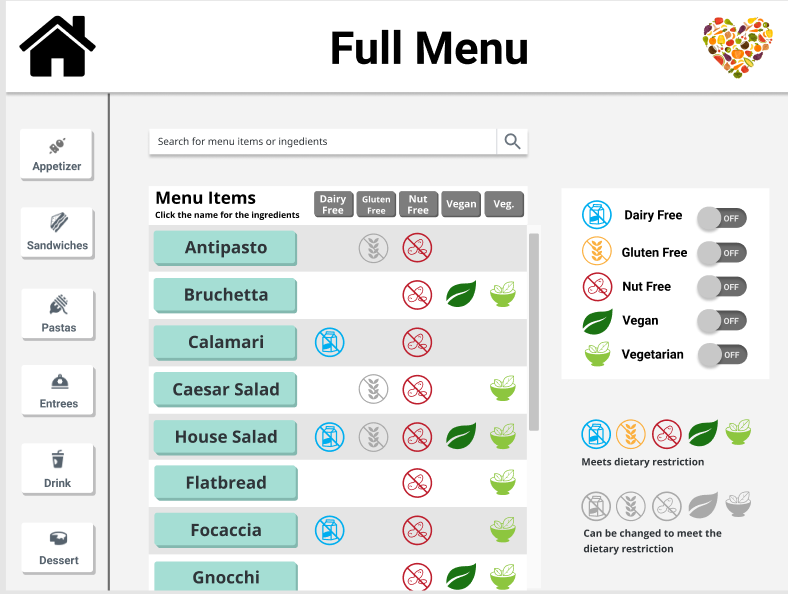 Full Menu
Appetizer
Sandwiches
Pastas
Entrees
Drink
Dessert
Search for menu items or ingedients
Menu Items
Click the name for the ingredients
Dairy
Free
Gluten
Free
Nut
Free
Vegan
Veg.
Antipasto
Bruchetta
Calamari
Caesar Salad
House Salad
Flatbread
Focaccia
Gnocchi
Dairy Free OFF
Gluten Free OFF
Nut Free OFF
Vegan OFF
Vegetarian OFF
Meets dietary restriction
Can be changed to meet the
dietary restriction